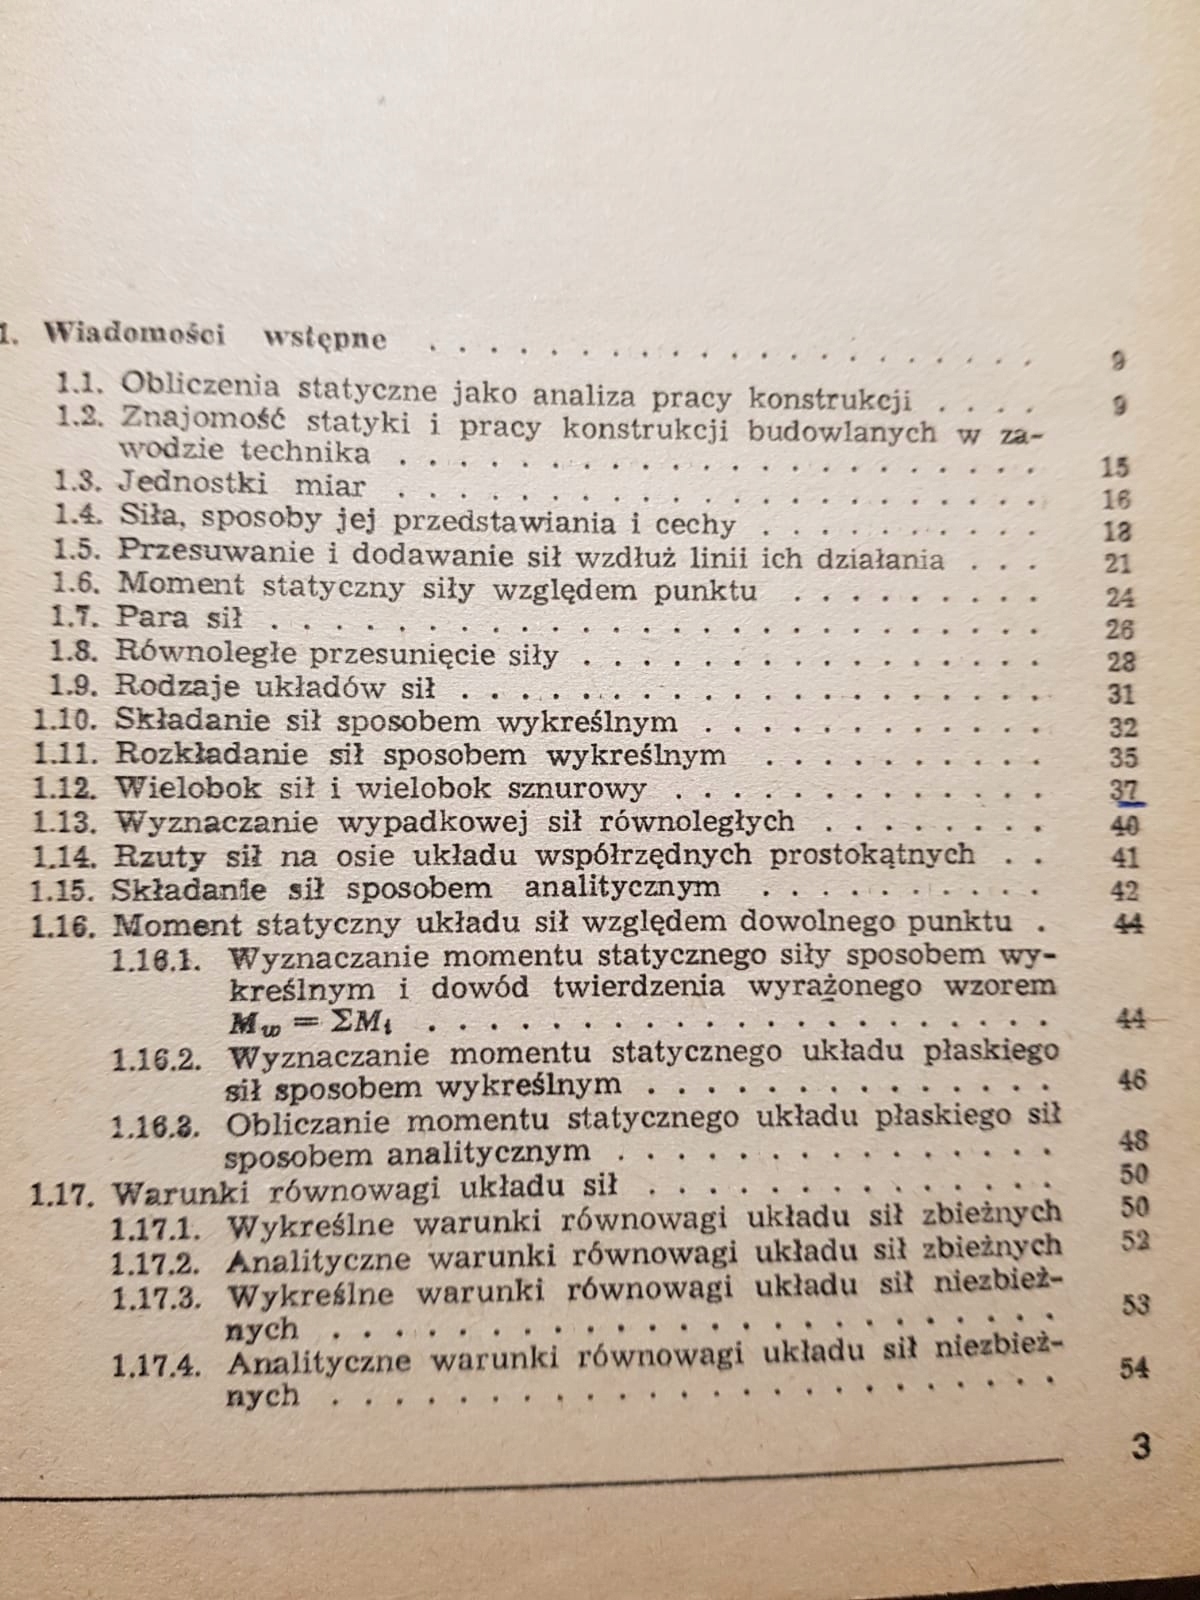 1. Wiadomości wstępne . . . . . . . . . . . . . . . . . . . . 9
1.1. Obliczenia statyczne jako analiza pracy konstrukcji . . . . 9
1.2. Znajomość statyki i pracy konstrukcji budowlanych w za-
wodzie technika . . . . . . . . . . . . . . . . . . . . . 15
1.3. Jednostki miar . . . . . . . . . . . . . . . . . . . . . 16
1.4. Siła, sposoby jej przedstawiania i cechy . . . . . . . . . . 18
1.5. Przesuwanie i dodawanie sił wzdłuż linii ich działania . . . 21
1.6. Moment statyczny siły względem punktu . . . . . . . . . 24
1.7. Para sił . . . . . . . . . . . . . . . . . . . . . . . . . 26
1.8. Równoległe przesunięcie siły . . . . . . . . . . . . . . . 28
1.9. Rodzaje układów sił . . . . . . . . . . . . . . . . . . . 31
1.10. Składanie sił sposobem wykreślnym . . . . . . . . . . . 32
1.11. Rozkładanie sił sposobem wykreślnym . . . . . . . . . . 35
1.12. Wielobok sił i wielobok sznurowy . . . . . . . . . . . . 37
1.13. Wyznaczanie wypadkowej sił równoległych . . . . . . . . 40
1.14. Rzuty sił na osie układu współrzędnych prostokątnych . . 41
1.15. Składanie sił sposobem analitycznym . . . . . . . . . . 42
1.16. Moment statyczny układu sił względem dowolnego punktu . 44
1.16.1. Wyznaczanie momentu statycznego siły sposobem wy-
kreślnym i dowód twierdzenia wyrażonego wzorem
M_w = ΣM_i . . . . . . . . . . . . . . . . . . . . 44
1.16.2. Wyznaczanie momentu statycznego układu płaskiego
sił sposobem wykreślnym . . . . . . . . . . . . . . 46
1.16.3. Obliczanie momentu statycznego układu płaskiego sił
sposobem analitycznym . . . . . . . . . . . . . . . 48
1.17. Warunki równowagi układu sił . . . . . . . . . . . . . . 50
1.17.1. Wykreślne warunki równowagi układu sił zbieżnych 50
1.17.2. Analityczne warunki równowagi układu sił zbieżnych 52
1.17.3. Wykreślne warunki równowagi układu sił niezbież-
nych . . . . . . . . . . . . . . . . . . . . . . . . 53
1.17.4. Analityczne warunki równowagi układu sił niezbież-
nych . . . . . . . . . . . . . . . . . . . . . . . . 54
3